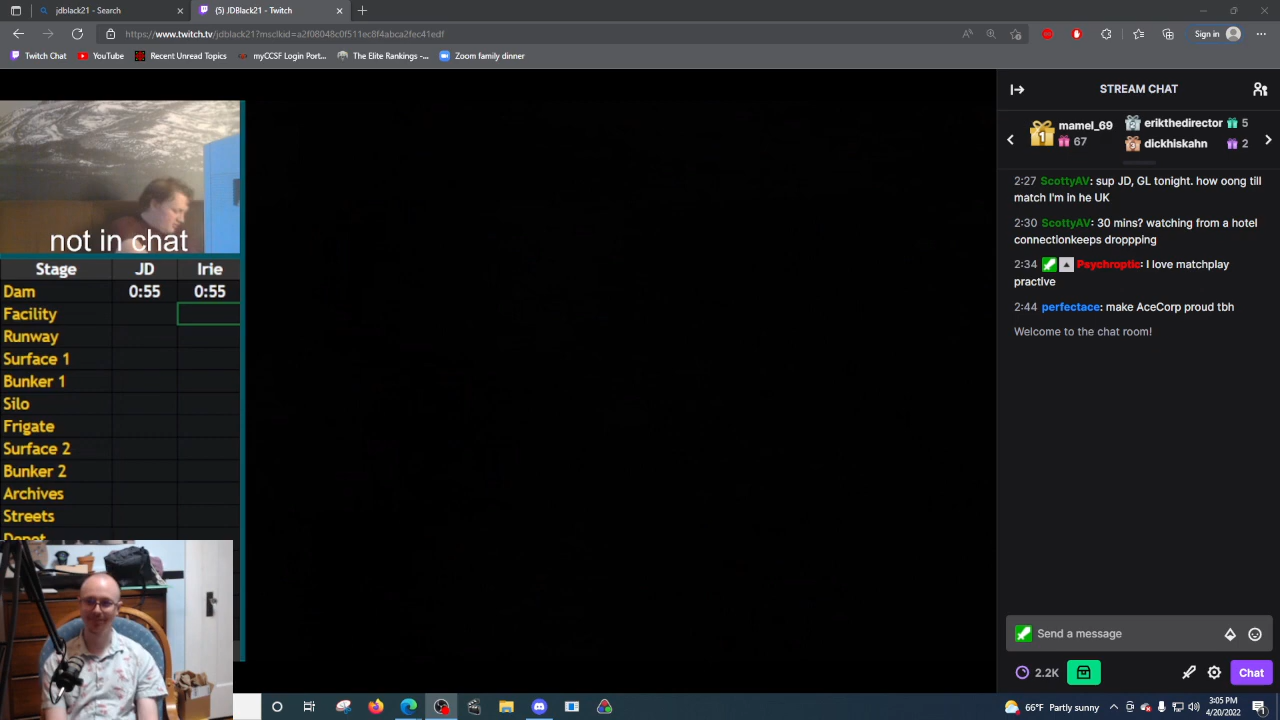 jdblack21 - Search
(5) JDBlack21 - Twitch
https://www.twitch.tv/jdblack21?msclkid=a2f08048c0f511ec8f4abca2fec41edf
Sign in
Twitch Chat
YouTube
Recent Unread Topics
myCCSF Login Port...
The Elite Rankings -...
Zoom family dinner
STREAM CHAT
mamel_69
67
erikthedirector 5
dickhiskahn 2
2:27 ScottyAV: sup JD, GL tonight. how oong till
match I'm in he UK
2:30 ScottyAV: 30 mins? watching from a hotel
connectionkeeps droppping
2:34 Psychroptic: I love matchplay
practive
2:44 perfectace: make AceCorp proud tbh
Welcome to the chat room!
not in chat
Stage JD Irie
Dam 0:55 0:55
Facility
Runway
Surface 1
Bunker 1
Silo
Frigate
Surface 2
Bunker 2
Archives
Streets
Depot
Send a message
2.2K
Chat
66°F Partly sunny
3:05 PM
4/20/2022